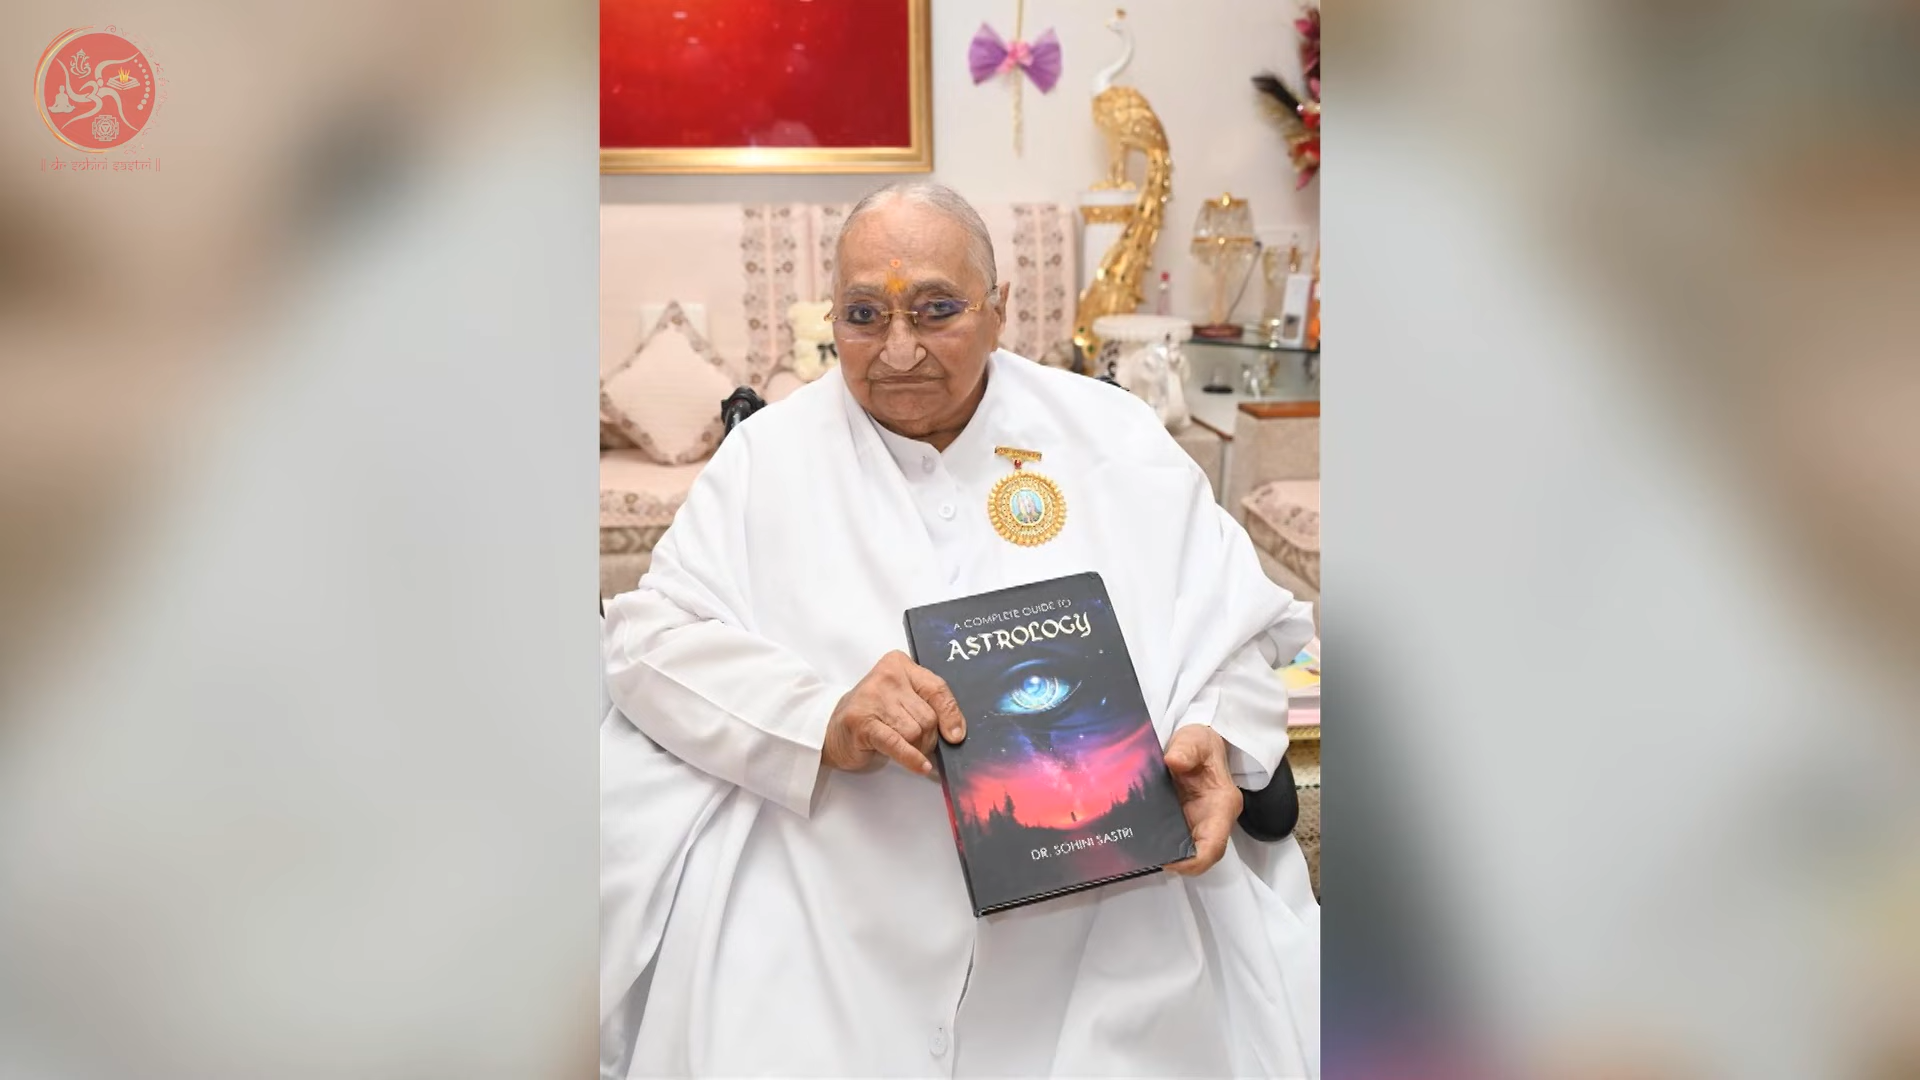 || dr sohini sastri ||
A COMPLETE GUIDE TO
ASTROLOGY
DR. SOHINI SASTRI